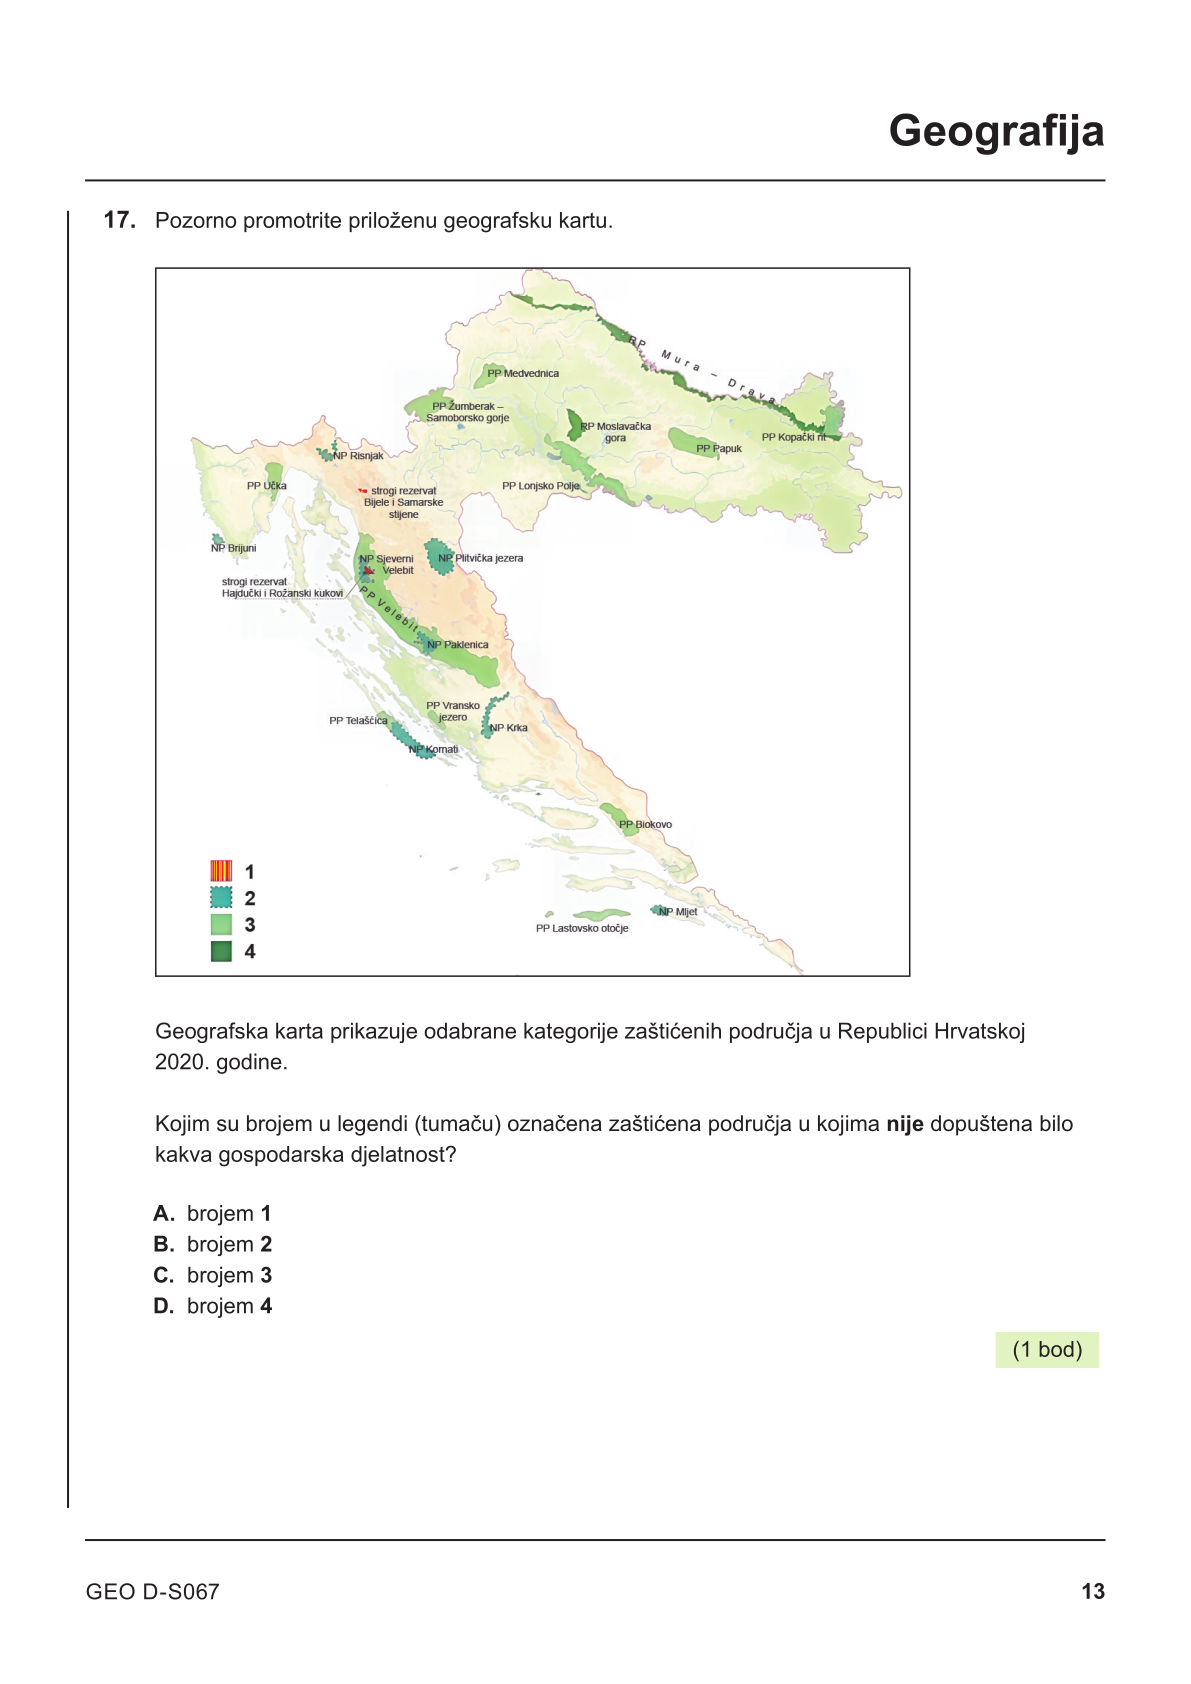 Geografija
17. Pozorno promotrite priloženu geografsku kartu.
RP Mura – Drava
PP Medvednica
PP Žumberak –
Samoborsko gorje
RP Moslavačka
gora
PP Kopački rit
PP Papuk
NP Risnjak
PP Učka
PP Lonjsko Polje
strogi rezervat
Bijele i Samarske
stijene
NP Brijuni
NP Sjeverni
Velebit
NP Plitvička jezera
strogi rezervat
Hajdučki i Rožanski kukovi
PP Velebit
NP Paklenica
PP Vransko
jezero
PP Telašćica
NP Krka
NP Kornati
PP Biokovo
1
2
3
4
NP Mljet
PP Lastovsko otočje
Geografska karta prikazuje odabrane kategorije zaštićenih područja u Republici Hrvatskoj
2020. godine.
Kojim su brojem u legendi (tumaču) označena zaštićena područja u kojima nije dopuštena bilo
kakva gospodarska djelatnost?
A. brojem 1
B. brojem 2
C. brojem 3
D. brojem 4
(1 bod)
GEO D-S067
13